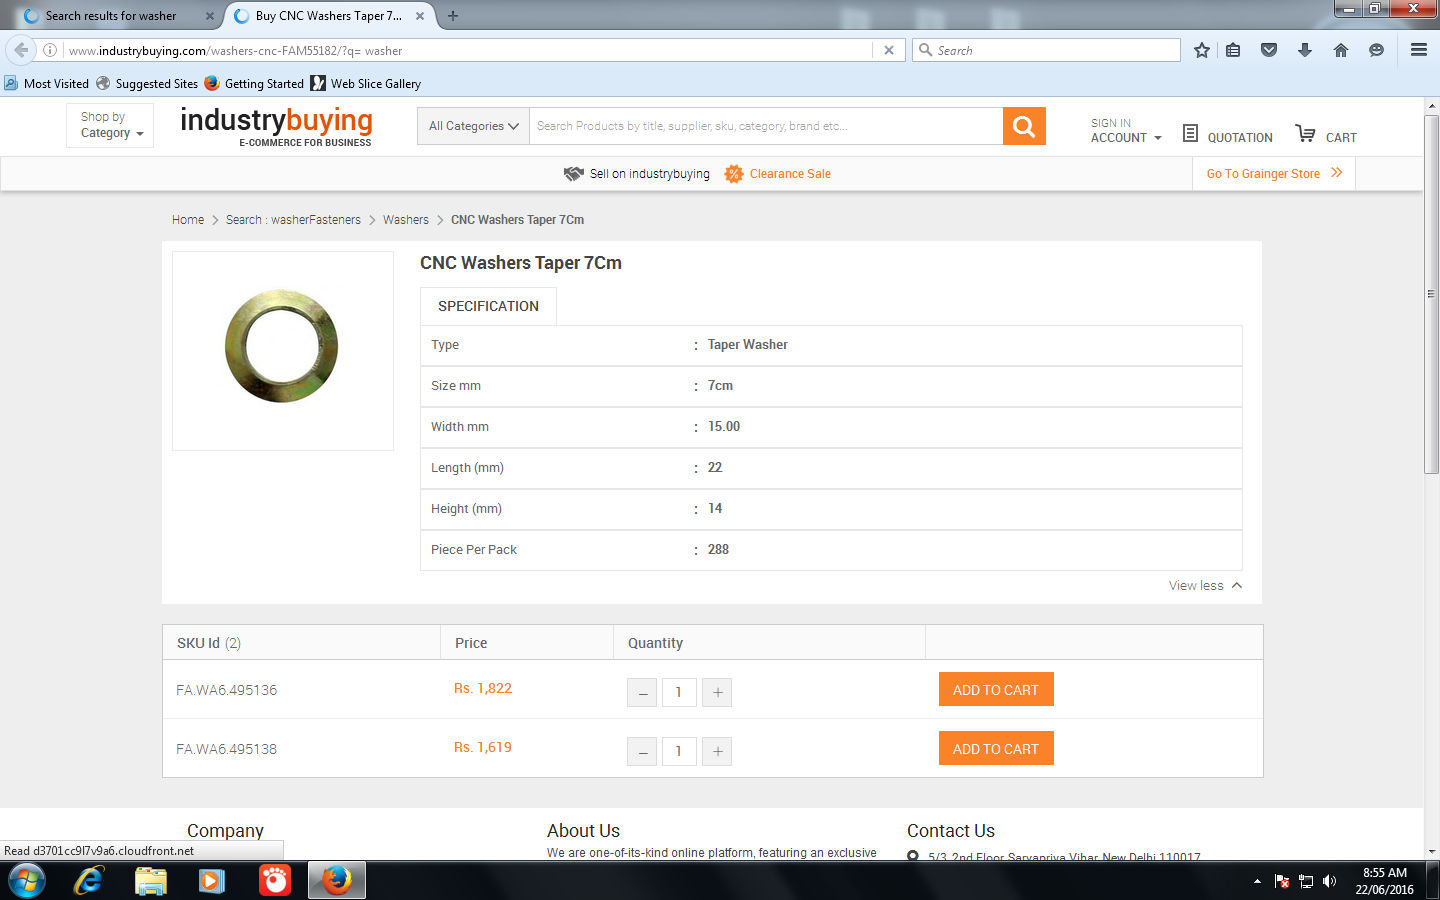 Search results for washer
Buy CNC Washers Taper 7...
www.industrybuying.com/washers-cnc-FAM55182/?q= washer
Search
Most Visited
Suggested Sites
Getting Started
Web Slice Gallery
Shop by
Category
industrybuying
E-COMMERCE FOR BUSINESS
All Categories
Search Products by title, supplier, sku, category, brand etc...
SIGN IN
ACCOUNT
QUOTATION
CART
Sell on industrybuying
Clearance Sale
Go To Grainger Store
Home > Search : washerFasteners > Washers > CNC Washers Taper 7Cm
CNC Washers Taper 7Cm
SPECIFICATION
Type : Taper Washer
Size mm : 7cm
Width mm : 15.00
Length (mm) : 22
Height (mm) : 14
Piece Per Pack : 288
View less
SKU Id (2) Price Quantity
FA.WA6.495136 Rs. 1,822 – 1 + ADD TO CART
FA.WA6.495138 Rs. 1,619 – 1 + ADD TO CART
Company
About Us
We are one-of-its-kind online platform, featuring an exclusive
Contact Us
5/3, 2nd Floor, Sarvapriya Vihar, New Delhi 110017
Read d3701cc9l7v9a6.cloudfront.net
8:55 AM
22/06/2016